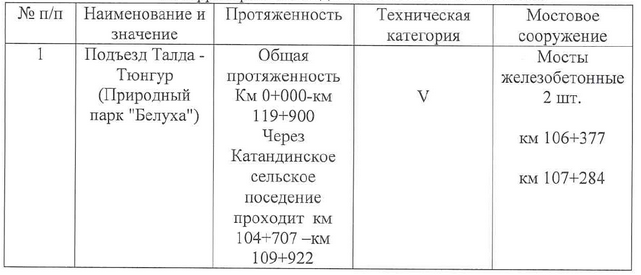 № п/п
Наименование и
значение
Протяженность
Техническая
категория
Мостовое
сооружение
1
Подъезд Талда -
Тюнгур
(Природный
парк "Белуха")
Общая
протяженность
Км 0+000-км
119+900
Через
Катандинское
сельское
поседение
проходит км
104+707 –км
109+922
V
Мосты
железобетонные
2 шт.
км 106+377
км 107+284